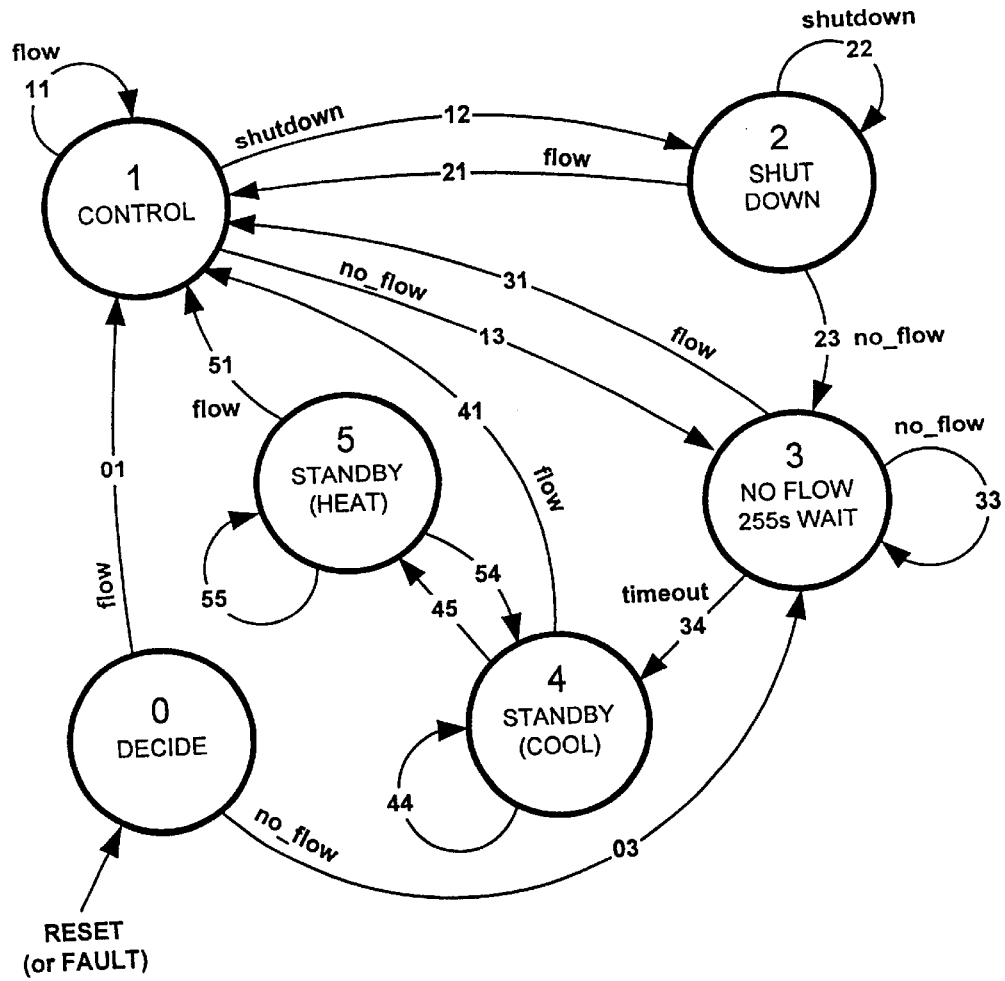 shutdown
22
flow
11
shutdown
12
2
SHUT
DOWN
flow
21
1
CONTROL
no_flow
31
13
flow
23 no_flow
51
flow
41
5
STANDBY
(HEAT)
no_flow
3
NO FLOW
255s WAIT
33
01
flow
54
55
45
timeout
34
flow
4
STANDBY
(COOL)
0
DECIDE
44
no_flow
03
RESET
(or FAULT)